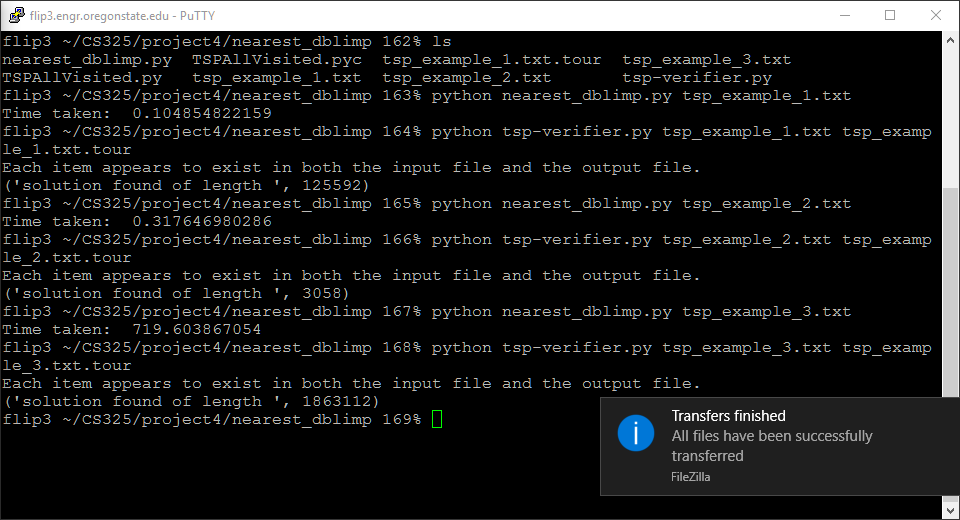 flip3.engr.oregonstate.edu - PuTTY
flip3 ~/CS325/project4/nearest_dblimp 162% ls
nearest_dblimp.py  TSPAllVisited.pyc  tsp_example_1.txt.tour  tsp_example_3.txt
TSPAllVisited.py   tsp_example_1.txt  tsp_example_2.txt       tsp-verifier.py
flip3 ~/CS325/project4/nearest_dblimp 163% python nearest_dblimp.py tsp_example_1.txt
Time taken:  0.104854822159
flip3 ~/CS325/project4/nearest_dblimp 164% python tsp-verifier.py tsp_example_1.txt tsp_examp
le_1.txt.tour
Each item appears to exist in both the input file and the output file.
('solution found of length ', 125592)
flip3 ~/CS325/project4/nearest_dblimp 165% python nearest_dblimp.py tsp_example_2.txt
Time taken:  0.317646980286
flip3 ~/CS325/project4/nearest_dblimp 166% python tsp-verifier.py tsp_example_2.txt tsp_examp
le_2.txt.tour
Each item appears to exist in both the input file and the output file.
('solution found of length ', 3058)
flip3 ~/CS325/project4/nearest_dblimp 167% python nearest_dblimp.py tsp_example_3.txt
Time taken:  719.603867054
flip3 ~/CS325/project4/nearest_dblimp 168% python tsp-verifier.py tsp_example_3.txt tsp_examp
le_3.txt.tour
Each item appears to exist in both the input file and the output file.
('solution found of length ', 1863112)
flip3 ~/CS325/project4/nearest_dblimp 169%
Transfers finished
All files have been successfully
transferred
FileZilla